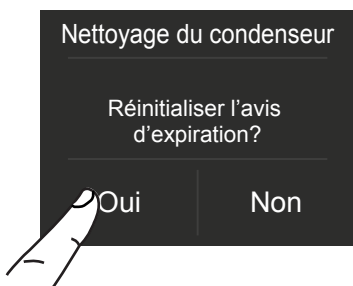 Nettoyage du condenseur
Réinitialiser l’avis
d’expiration?
Oui
Non